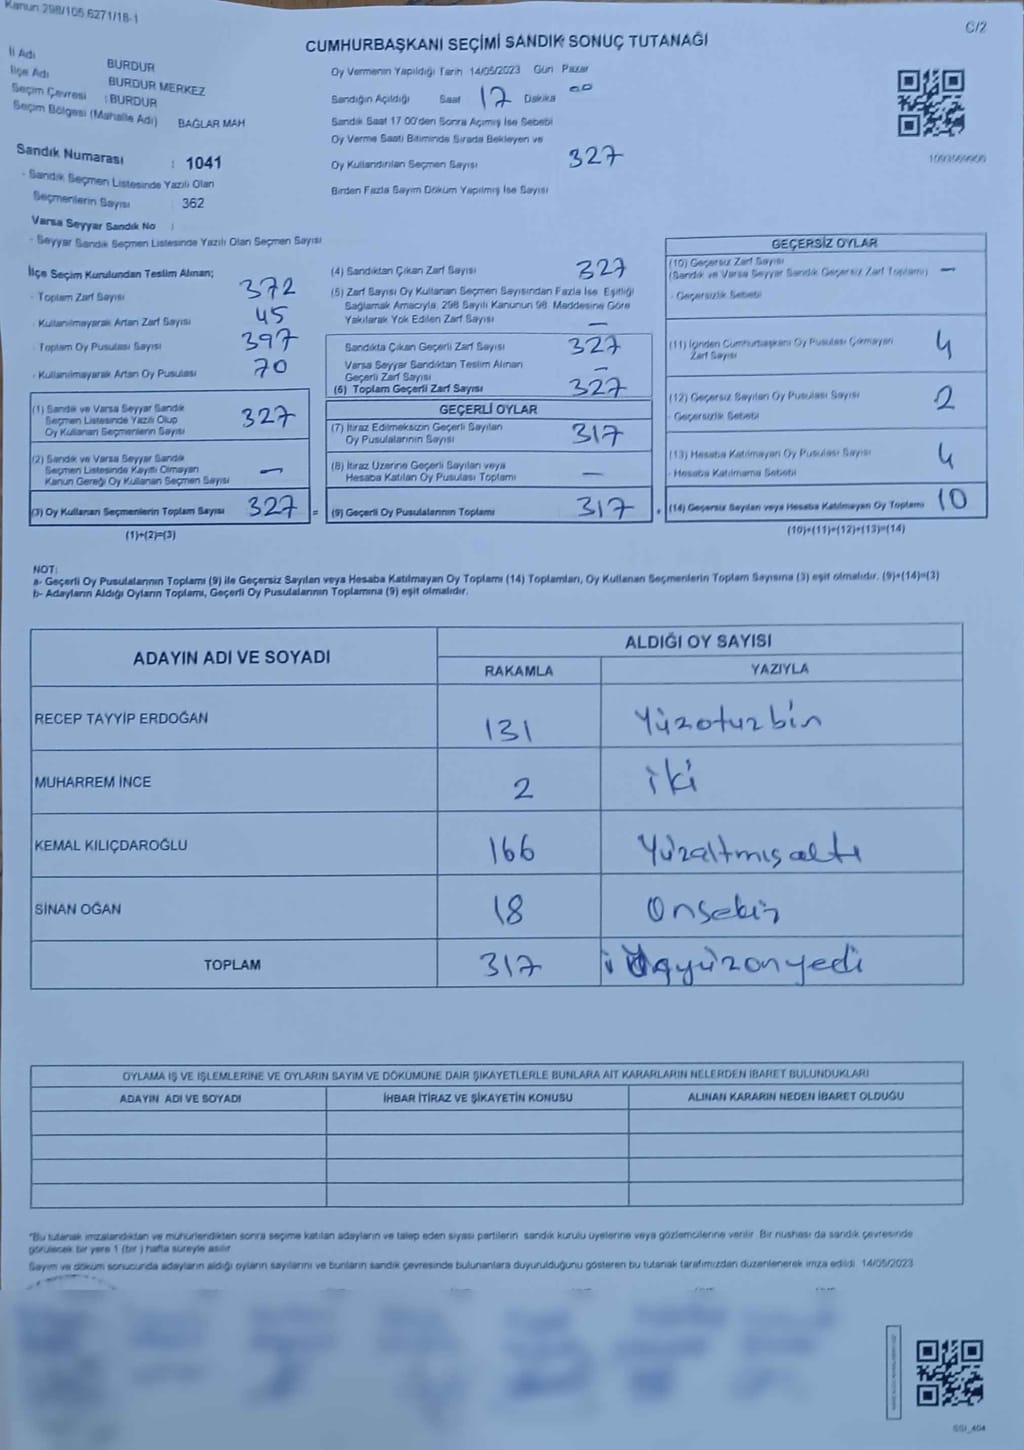 Kanun 298/105 6271/18-1
C/2
CUMHURBAŞKANI SEÇİMİ SANDIK SONUÇ TUTANAĞI
İl Adı BURDUR
İlçe Adı BURDUR MERKEZ
Seçim Çevresi : BURDUR
Seçim Bölgesi (Mahalle Adı) BAĞLAR MAH
Sandık Numarası : 1041
- Sandık Seçmen Listesinde Yazılı Olan
Seçmenlerin Sayısı 362
Varsa Seyyar Sandık No :
- Seyyar Sandık Seçmen Listesinde Yazılı Olan Seçmen Sayısı
Oy Vermenin Yapıldığı Tarih 14/05/2023 Gün Pazar
Sandığın Açıldığı Saat 17 Dakika 00
Sandık Saat 17.00'den Sonra Açılmış İse Sebebi
Oy Verme Saati Bitiminde Sırada Bekleyen ve
Oy Kullandırılan Seçmen Sayısı 327
Birden Fazla Sayım Döküm Yapılmış İse Sayısı
İlçe Seçim Kurulundan Teslim Alınan;
- Toplam Zarf Sayısı 372
- Kullanılmayarak Artan Zarf Sayısı 45
- Toplam Oy Pusulası Sayısı 397
- Kullanılmayarak Artan Oy Pusulası 70
(1) Sandık ve Varsa Seyyar Sandık
Seçmen Listesinde Yazılı Olup
Oy Kullanan Seçmenlerin Sayısı 327
(2) Sandık ve Varsa Seyyar Sandık
Seçmen Listesinde Kayıtlı Olmayan
Kanun Gereği Oy Kullanan Seçmen Sayısı —
(3) Oy Kullanan Seçmenlerin Toplam Sayısı 327 =
(1)+(2)=(3)
(4) Sandıktan Çıkan Zarf Sayısı 327
(5) Zarf Sayısı Oy Kullanan Seçmen Sayısından Fazla İse, Eşitliği
Sağlamak Amacıyla, 298 Sayılı Kanunun 98. Maddesine Göre
Yakılarak Yok Edilen Zarf Sayısı —
Sandıkta Çıkan Geçerli Zarf Sayısı 327
Varsa Seyyar Sandıktan Teslim Alınan
Geçerli Zarf Sayısı —
(6) Toplam Geçerli Zarf Sayısı 327
GEÇERLİ OYLAR
(7) İtiraz Edilmeksizin Geçerli Sayılan
Oy Pusulalarının Sayısı 317
(8) İtiraz Üzerine Geçerli Sayılan veya
Hesaba Katılan Oy Pusulası Toplamı —
(9) Geçerli Oy Pusulalarının Toplamı 317 +
GEÇERSİZ OYLAR
(10) Geçersiz Zarf Sayısı
(Sandık ve Varsa Seyyar Sandık Geçersiz Zarf Toplamı) —
- Geçersizlik Sebebi
(11) İçinden Cumhurbaşkanı Oy Pusulası Çıkmayan
Zarf Sayısı 4
(12) Geçersiz Sayılan Oy Pusulası Sayısı 2
- Geçersizlik Sebebi
(13) Hesaba Katılmayan Oy Pusulası Sayısı 4
- Hesaba Katılmama Sebebi
(14) Geçersiz Sayılan veya Hesaba Katılmayan Oy Toplamı 10
(10)+(11)+(12)+(13)=(14)
NOT:
a- Geçerli Oy Pusulalarının Toplamı (9) ile Geçersiz Sayılan veya Hesaba Katılmayan Oy Toplamı (14) Toplamları, Oy Kullanan Seçmenlerin Toplam Sayısına (3) eşit olmalıdır. (9)+(14)=(3)
b- Adayların Aldığı Oyların Toplamı, Geçerli Oy Pusulalarının Toplamına (9) eşit olmalıdır.
ADAYIN ADI VE SOYADI ALDIĞI OY SAYISI
RAKAMLA YAZIYLA
RECEP TAYYİP ERDOĞAN 131 Yüzotuzbir
MUHARREM İNCE 2 iki
KEMAL KILIÇDAROĞLU 166 Yüzaltmışaltı
SİNAN OĞAN 18 Onsekiz
TOPLAM 317 Üçyüzonyedi
OYLAMA İŞ VE İŞLEMLERİNE VE OYLARIN SAYIM VE DÖKÜMÜNE DAİR ŞİKAYETLERLE BUNLARA AİT KARARLARIN NELERDEN İBARET BULUNDUKLARI
ADAYIN ADI VE SOYADI İHBAR İTİRAZ VE ŞİKAYETİN KONUSU ALINAN KARARIN NEDEN İBARET OLDUĞU
*Bu tutanak imzalandıktan ve mühürlendikten sonra seçime katılan adayların ve talep eden siyasi partilerin sandık kurulu üyelerine veya gözlemcilerine verilir. Bir nüshası da sandık çevresinde
görülecek bir yere 1 (bir) hafta süreyle asılır.
Sayım ve döküm sonucunda adayların aldığı oyların sayılarını ve bunların sandık çevresinde bulunanlara duyurulduğunu gösteren bu tutanak tarafımızdan düzenlenerek imza edildi. 14/05/2023